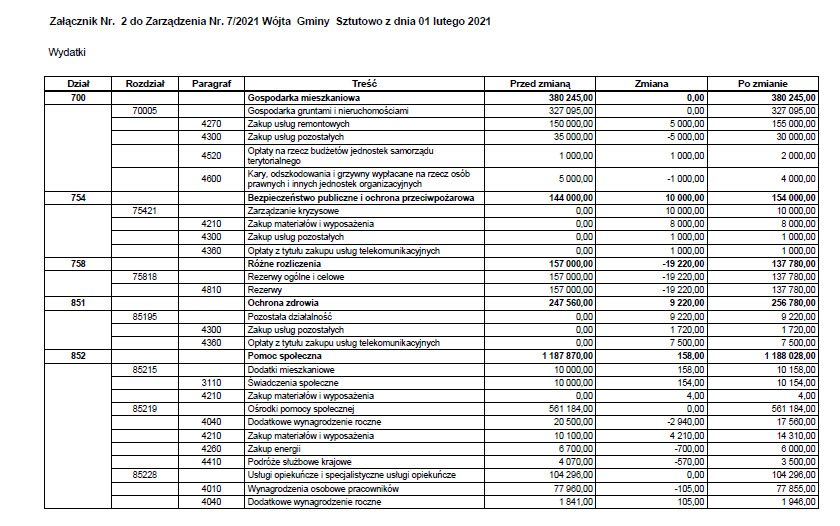 Załącznik Nr. 2 do Zarządzenia Nr. 7/2021 Wójta Gminy Sztutowo z dnia 01 lutego 2021
Wydatki
Dział Rozdział Paragraf Treść Przed zmianą Zmiana Po zmianie
700 Gospodarka mieszkaniowa 380 245,00 0,00 380 245,00
70005 Gospodarka gruntami i nieruchomościami 327 095,00 0,00 327 095,00
4270 Zakup usług remontowych 150 000,00 5 000,00 155 000,00
4300 Zakup usług pozostałych 35 000,00 -5 000,00 30 000,00
4520 Opłaty na rzecz budżetów jednostek samorządu
terytorialnego 1 000,00 1 000,00 2 000,00
4600 Kary, odszkodowania i grzywny wypłacane na rzecz osób
prawnych i innych jednostek organizacyjnych 5 000,00 -1 000,00 4 000,00
754 Bezpieczeństwo publiczne i ochrona przeciwpożarowa 144 000,00 10 000,00 154 000,00
75421 Zarządzanie kryzysowe 0,00 10 000,00 10 000,00
4210 Zakup materiałów i wyposażenia 0,00 8 000,00 8 000,00
4300 Zakup usług pozostałych 0,00 1 000,00 1 000,00
4360 Opłaty z tytułu zakupu usług telekomunikacyjnych 0,00 1 000,00 1 000,00
758 Różne rozliczenia 157 000,00 -19 220,00 137 780,00
75818 Rezerwy ogólne i celowe 157 000,00 -19 220,00 137 780,00
4810 Rezerwy 157 000,00 -19 220,00 137 780,00
851 Ochrona zdrowia 247 560,00 9 220,00 256 780,00
85195 Pozostała działalność 0,00 9 220,00 9 220,00
4300 Zakup usług pozostałych 0,00 1 720,00 1 720,00
4360 Opłaty z tytułu zakupu usług telekomunikacyjnych 0,00 7 500,00 7 500,00
852 Pomoc społeczna 1 187 870,00 158,00 1 188 028,00
85215 Dodatki mieszkaniowe 10 000,00 158,00 10 158,00
3110 Świadczenia społeczne 10 000,00 154,00 10 154,00
4210 Zakup materiałów i wyposażenia 0,00 4,00 4,00
85219 Ośrodki pomocy społecznej 561 184,00 0,00 561 184,00
4040 Dodatkowe wynagrodzenie roczne 20 500,00 -2 940,00 17 560,00
4210 Zakup materiałów i wyposażenia 10 100,00 4 210,00 14 310,00
4260 Zakup energii 6 700,00 -700,00 6 000,00
4410 Podróże służbowe krajowe 4 070,00 -570,00 3 500,00
85228 Usługi opiekuńcze i specjalistyczne usługi opiekuńcze 104 296,00 0,00 104 296,00
4010 Wynagrodzenia osobowe pracowników 77 960,00 -105,00 77 855,00
4040 Dodatkowe wynagrodzenie roczne 1 841,00 105,00 1 946,00